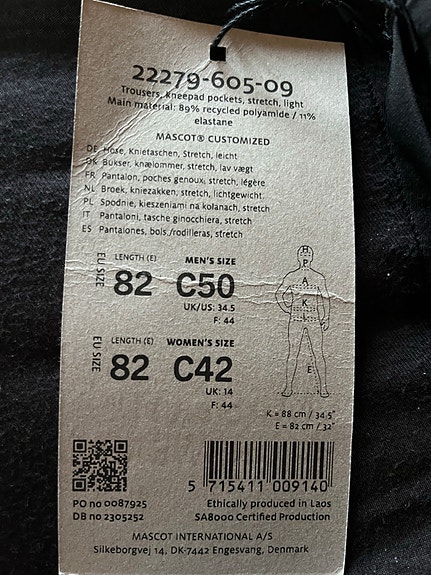 22279-605-09
Trousers, kneepad pockets, stretch, light
Main material: 89% recycled polyamide / 11%
elastane
MASCOT® CUSTOMIZED
DE Hose, Knietaschen, Stretch, leicht
DK Bukser, knælommer, stretch, lav vægt
FR Pantalon, poches genoux, stretch, légère
NL Broek, kniezakken, stretch, lichtgewicht
PL Spodnie, kieszeniami na kolanach, stretch
IT Pantaloni, tasche ginocchiera, stretch
ES Pantalones, bols./rodilleras, stretch
EU SIZE
LENGTH (E) MEN'S SIZE
82 C50
UK/US: 34.5
F: 44
EU SIZE
LENGTH (E) WOMEN'S SIZE
82 C42
UK: 14
F: 44
H
P
A
K
L
E
K = 88 cm / 34.5"
E = 82 cm / 32"
5 715411 009140
PO no 0087925
DB no 2305252
Ethically produced in Laos
SA8000 Certified Production
MASCOT INTERNATIONAL A/S
Silkeborgvej 14, DK-7442 Engesvang, Denmark